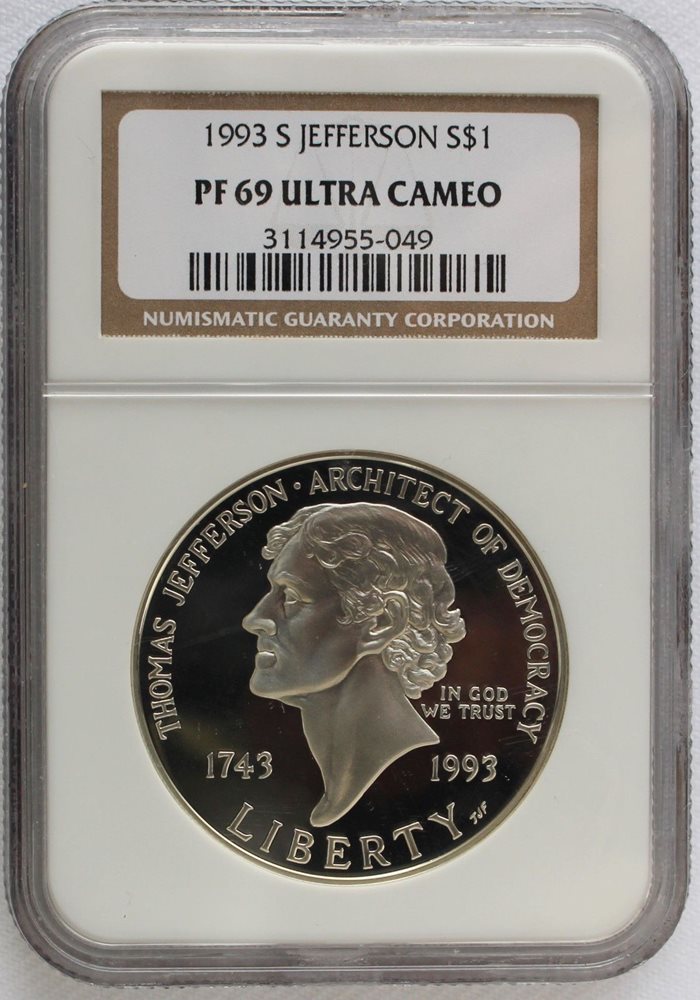 1993 S JEFFERSON S$1
PF 69 ULTRA CAMEO
3114955-049
NUMISMATIC GUARANTY CORPORATION
THOMAS JEFFERSON · ARCHITECT OF DEMOCRACY
IN GOD
WE TRUST
1743 1993
LIBERTY
TJF